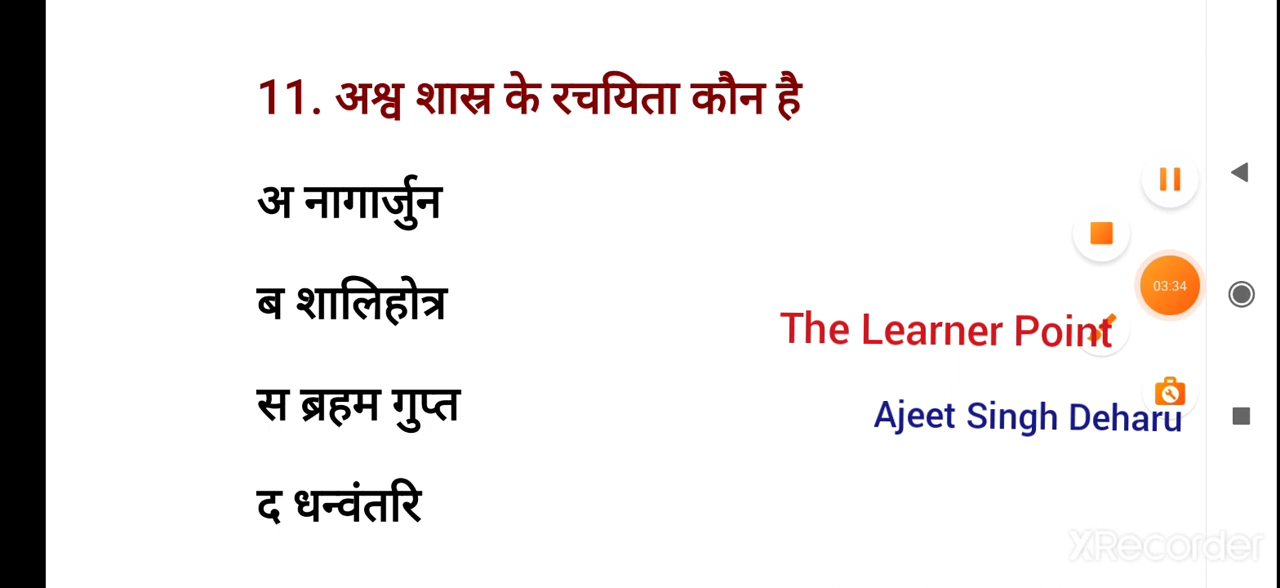 11. अश्व शास्त्र के रचयिता कौन है
अ नागार्जुन
ब शालिहोत्र
स ब्रहम गुप्त
द धन्वंतरि
03:34
The Learner Point
Ajeet Singh Deharu
XRecorder